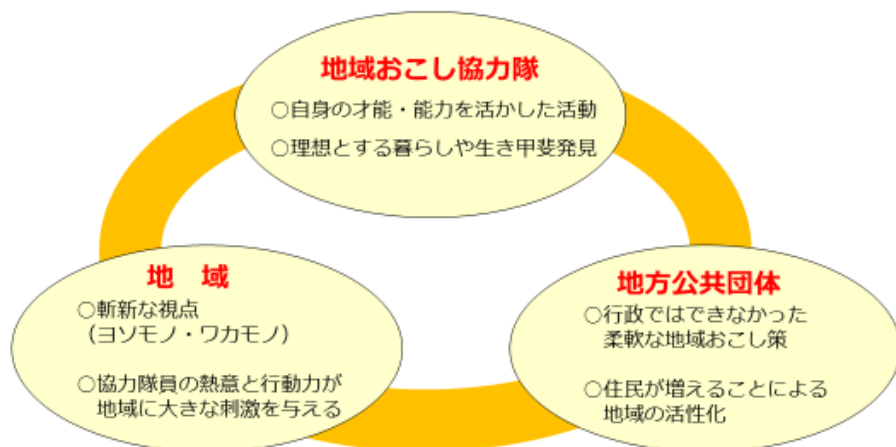 地域おこし協力隊
○自身の才能・能力を活かした活動
○理想とする暮らしや生き甲斐発見
地　域
○斬新な視点
（ヨソモノ・ワカモノ）
○協力隊員の熱意と行動力が
地域に大きな刺激を与える
地方公共団体
○行政ではできなかった
柔軟な地域おこし策
○住民が増えることによる
地域の活性化